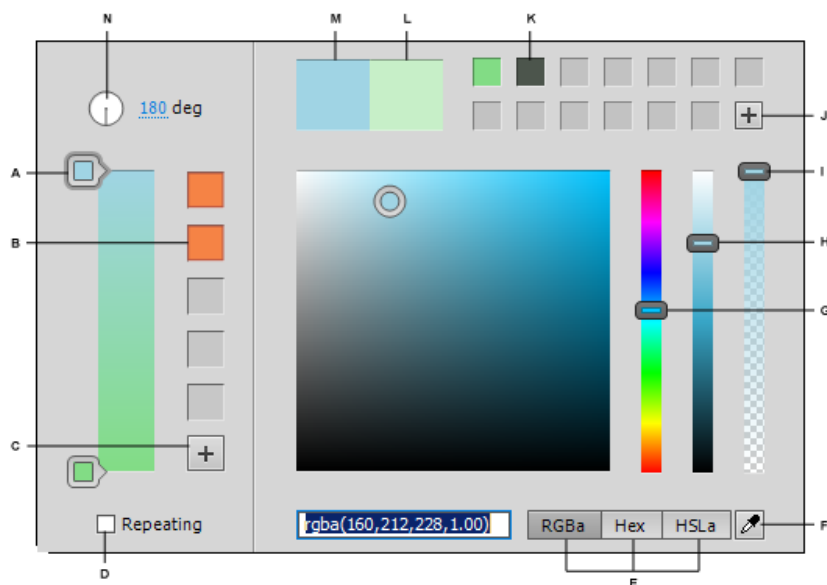 N
M
L
K
180 deg
J
A
I
B
H
G
C
Repeating
rgba(160,212,228,1.00)
RGBa
Hex
HSLa
F
D
E